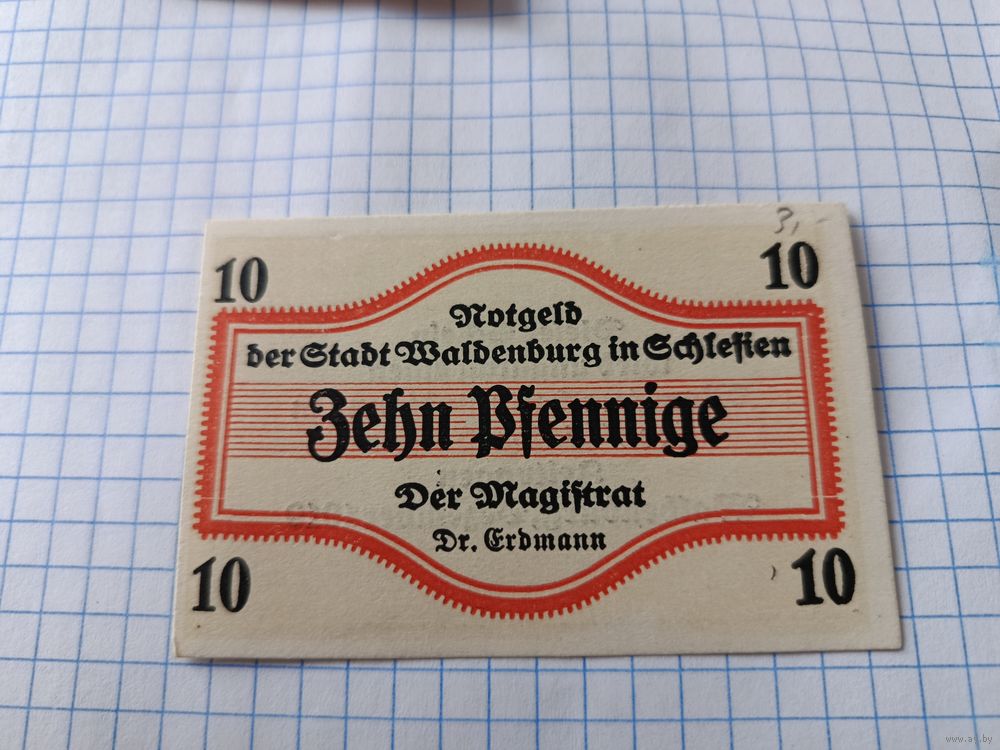 3,-
10 10
Notgeld
der Stadt Waldenburg in Schlesien
Zehn Pfennige
Der Magistrat
Dr. Erdmann
10 10
www.ay.by